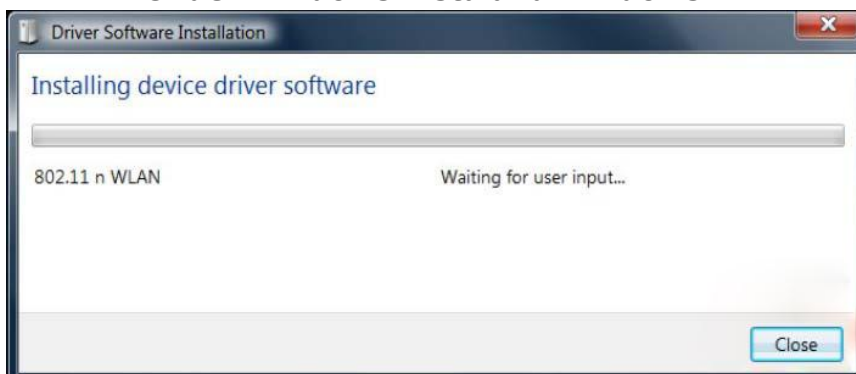 Driver Software Installation
Installing device driver software
802.11 n WLAN Waiting for user input...
Close